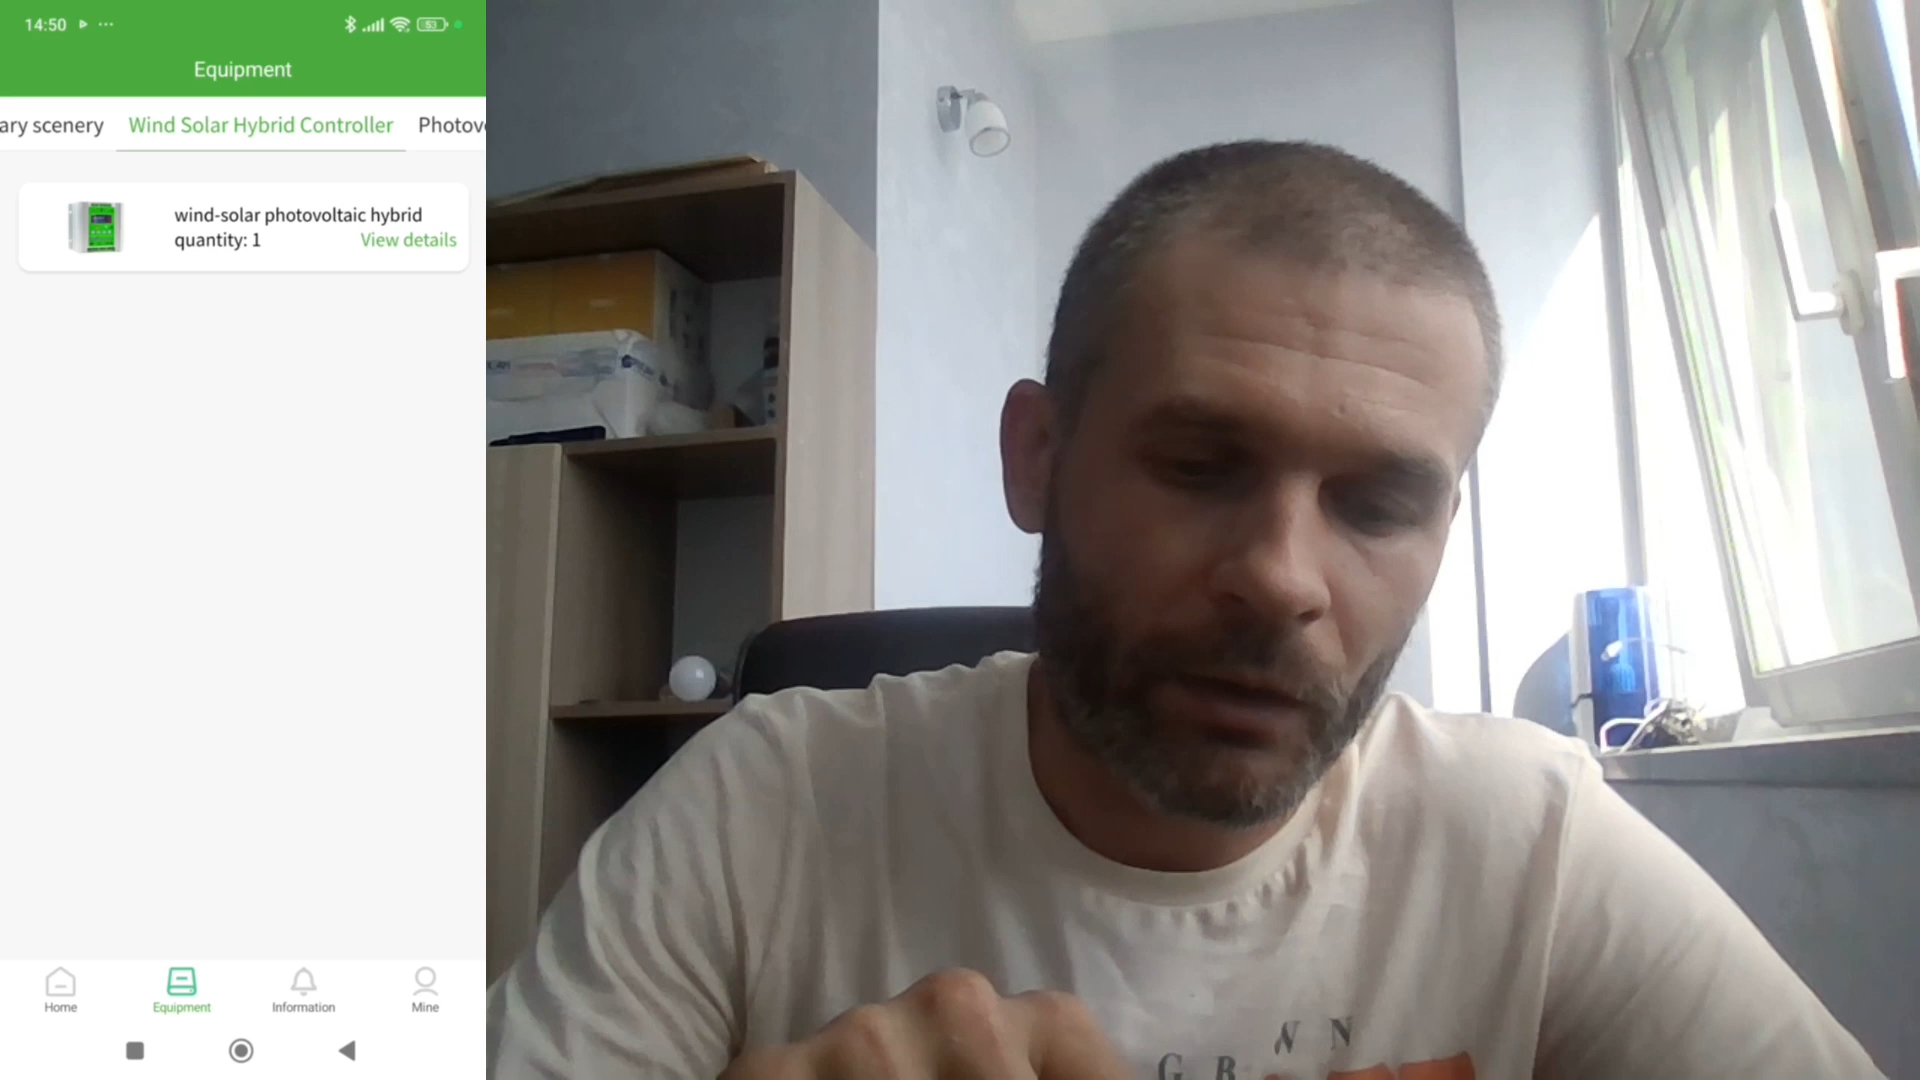 14:50
53
Equipment
ary scenery
Wind Solar Hybrid Controller
Photov
wind-solar photovoltaic hybrid
quantity: 1
View details
Home
Equipment
Information
Mine